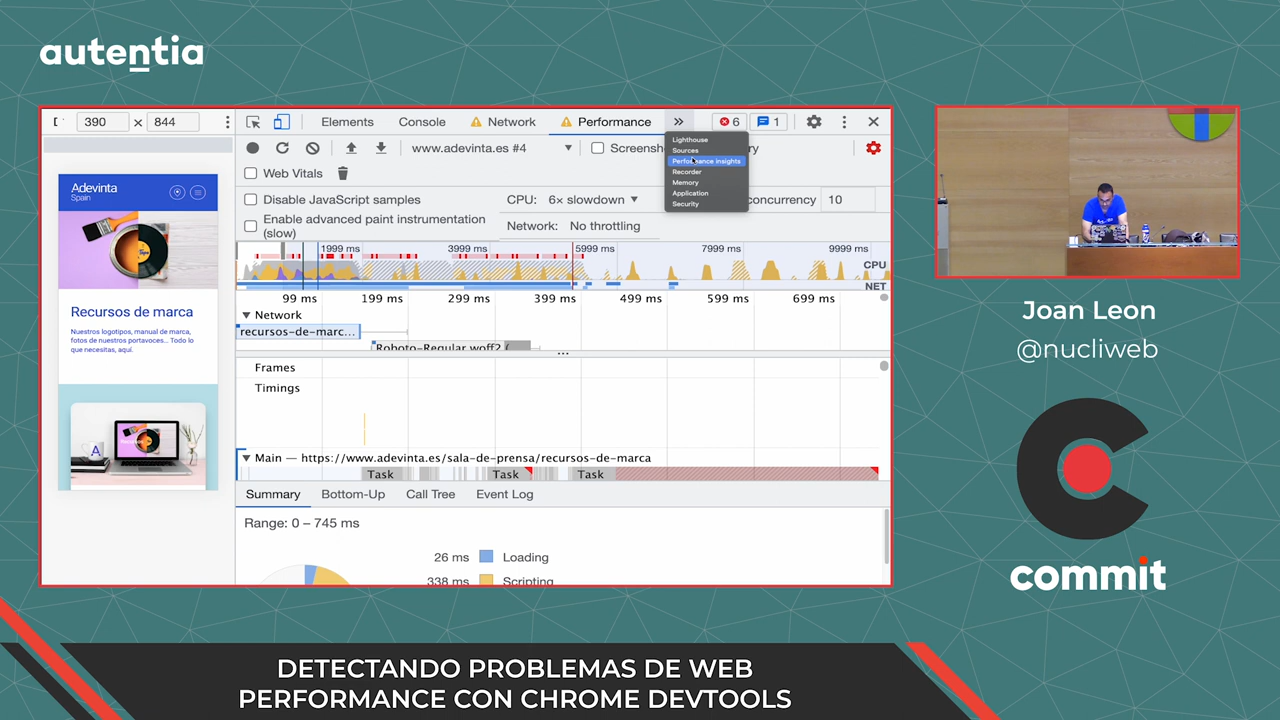 autentia
390 × 844
Elements Console Network Performance » 6 1
www.adevinta.es #4
Lighthouse
Sources
Performance insights
Recorder
Memory
Application
Security
Web Vitals
Disable JavaScript samples
CPU: 6× slowdown
concurrency 10
Enable advanced paint instrumentation
(slow)
Network: No throttling
1999 ms 3999 ms 5999 ms 7999 ms 9999 ms
CPU
NET
99 ms 199 ms 299 ms 399 ms 499 ms 599 ms 699 ms
Network
recursos-de-marc...
Roboto-Regular woff2 (
Frames
Timings
Main — https://www.adevinta.es/sala-de-prensa/recursos-de-marca
Task Task Task
Summary Bottom-Up Call Tree Event Log
Range: 0 – 745 ms
26 ms Loading
338 ms Scripting
Adevinta
Spain
Recursos de marca
Nuestros logotipos, manual de marca,
fotos de nuestros portavoces... Todo lo
que necesitas, aquí.
A
Joan Leon
@nucliweb
commit
DETECTANDO PROBLEMAS DE WEB
PERFORMANCE CON CHROME DEVTOOLS